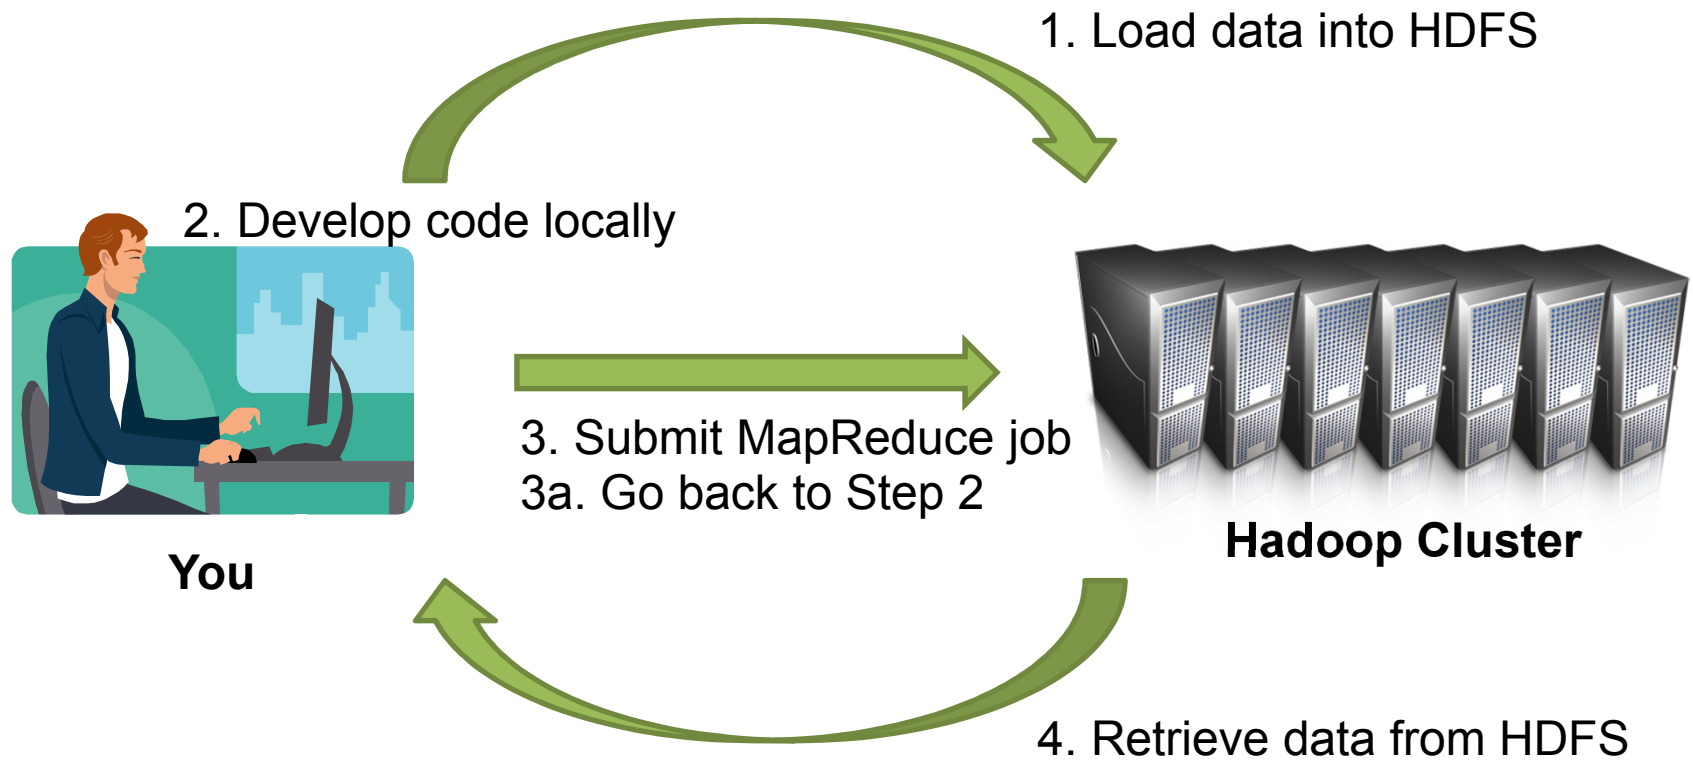 1. Load data into HDFS
2. Develop code locally
3. Submit MapReduce job
3a. Go back to Step 2
Hadoop Cluster
You
4. Retrieve data from HDFS